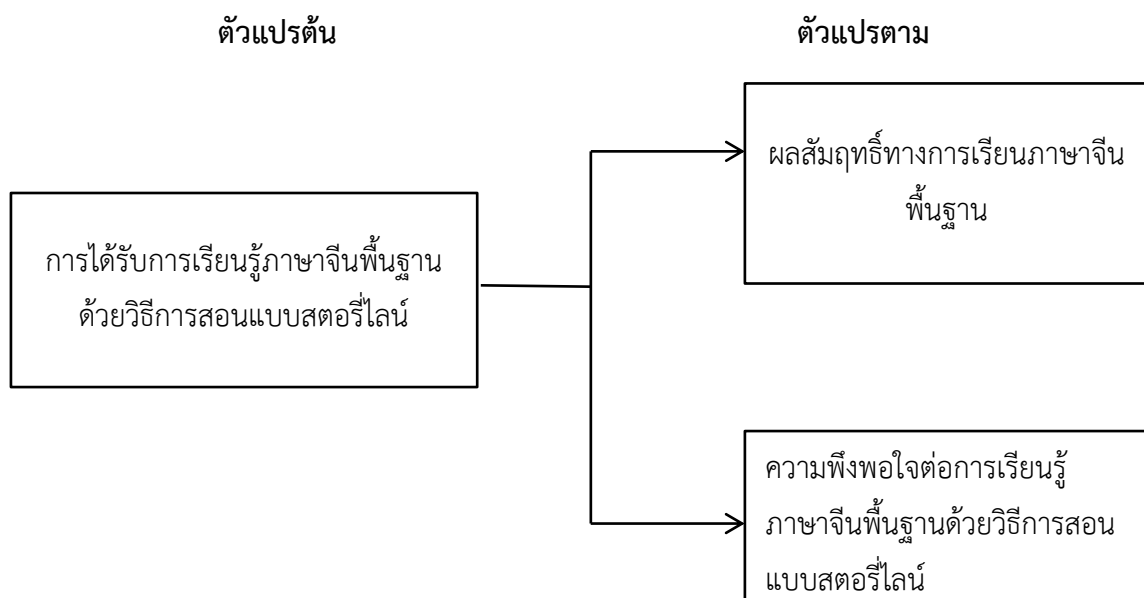 ตัวแปรต้น
ตัวแปรตาม
การได้รับการเรียนรู้ภาษาจีนพื้นฐาน
ด้วยวิธีการสอนแบบสตอรี่ไลน์
ผลสัมฤทธิ์ทางการเรียนภาษาจีน
พื้นฐาน
ความพึงพอใจต่อการเรียนรู้
ภาษาจีนพื้นฐานด้วยวิธีการสอน
แบบสตอรี่ไลน์